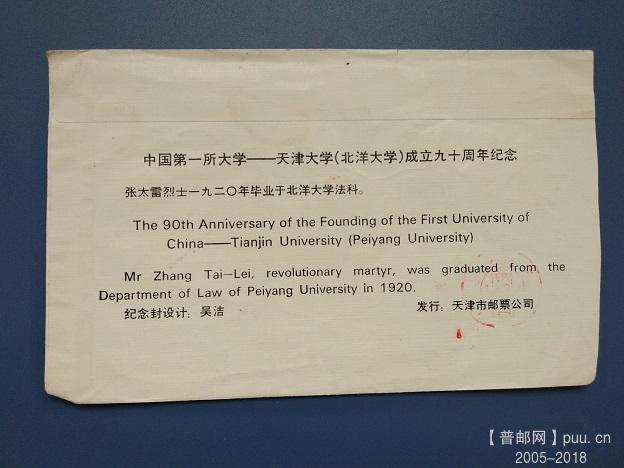 中国第一所大学——天津大学(北洋大学)成立九十周年纪念
张太雷烈士一九二〇年毕业于北洋大学法科。
The 90th Anniversary of the Founding of the First University of
China——Tianjin University (Peiyang University)
Mr Zhang Tai-Lei, revolutionary martyr, was graduated from the
Department of Law of Peiyang University in 1920.
纪念封设计: 吴洁 发行: 天津市邮票公司
【普邮网】puu.cn
2005-2018